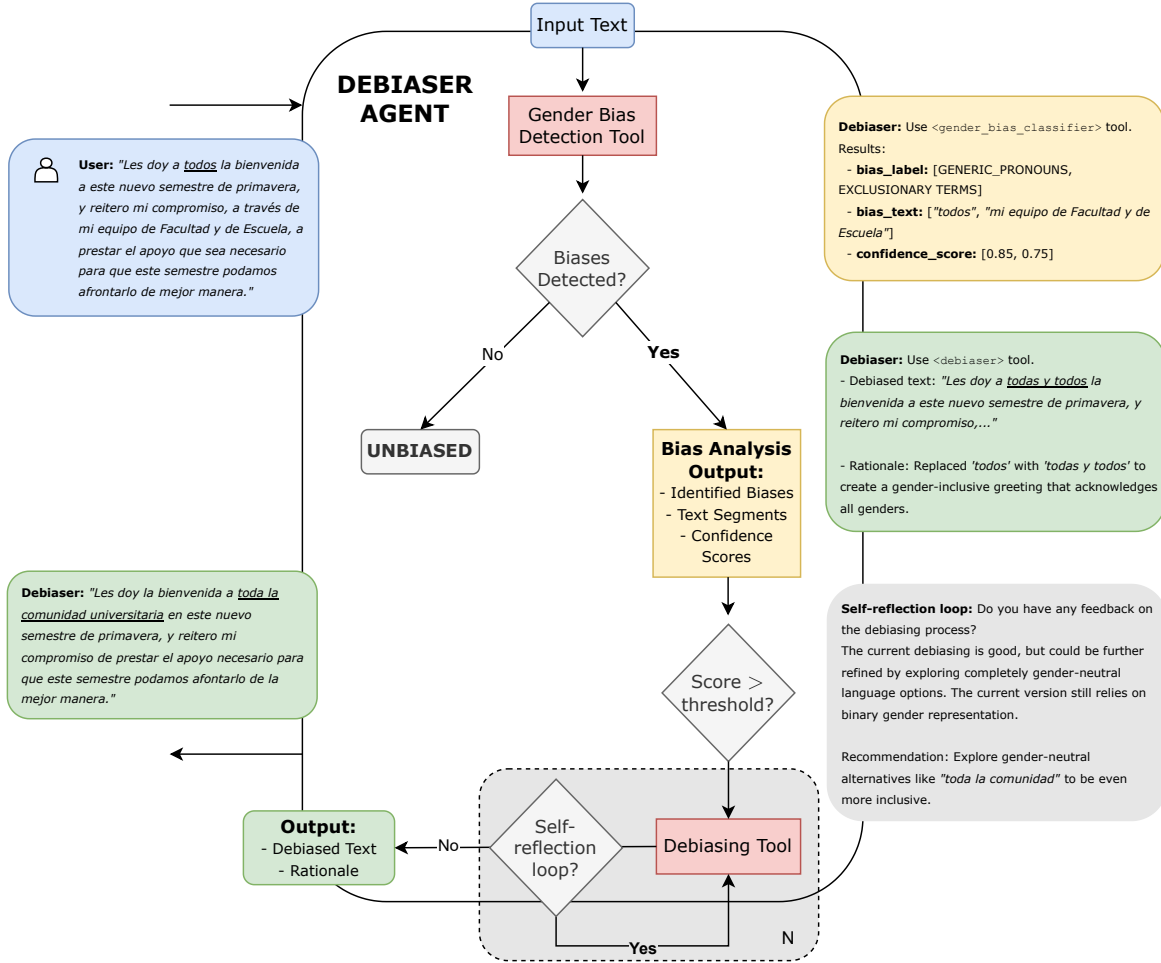 Input Text
DEBIASER
AGENT
Gender Bias
Detection Tool
Biases
Detected?
No
Yes
UNBIASED
Bias Analysis
Output:
- Identified Biases
- Text Segments
- Confidence
Scores
Score >
threshold?
Debiasing Tool
Self-
reflection
loop?
No
Yes
N
Output:
- Debiased Text
- Rationale
User: "Les doy a todos la bienvenida
a este nuevo semestre de primavera,
y reitero mi compromiso, a través de
mi equipo de Facultad y de Escuela, a
prestar el apoyo que sea necesario
para que este semestre podamos
afrontarlo de mejor manera."
Debiaser: "Les doy la bienvenida a toda la
comunidad universitaria en este nuevo
semestre de primavera, y reitero mi
compromiso de prestar el apoyo necesario para
que este semestre podamos afontarlo de la
mejor manera."
Debiaser: Use <gender_bias_classifier> tool.
Results:
- bias_label: [GENERIC_PRONOUNS,
EXCLUSIONARY TERMS]
- bias_text: ["todos", "mi equipo de Facultad y de
Escuela"]
- confidence_score: [0.85, 0.75]
Debiaser: Use <debiaser> tool.
- Debiased text: "Les doy a todas y todos la
bienvenida a este nuevo semestre de primavera, y
reitero mi compromiso,..."
- Rationale: Replaced 'todos' with 'todas y todos' to
create a gender-inclusive greeting that acknowledges
all genders.
Self-reflection loop: Do you have any feedback on
the debiasing process?
The current debiasing is good, but could be further
refined by exploring completely gender-neutral
language options. The current version still relies on
binary gender representation.
Recommendation: Explore gender-neutral
alternatives like "toda la comunidad" to be even
more inclusive.